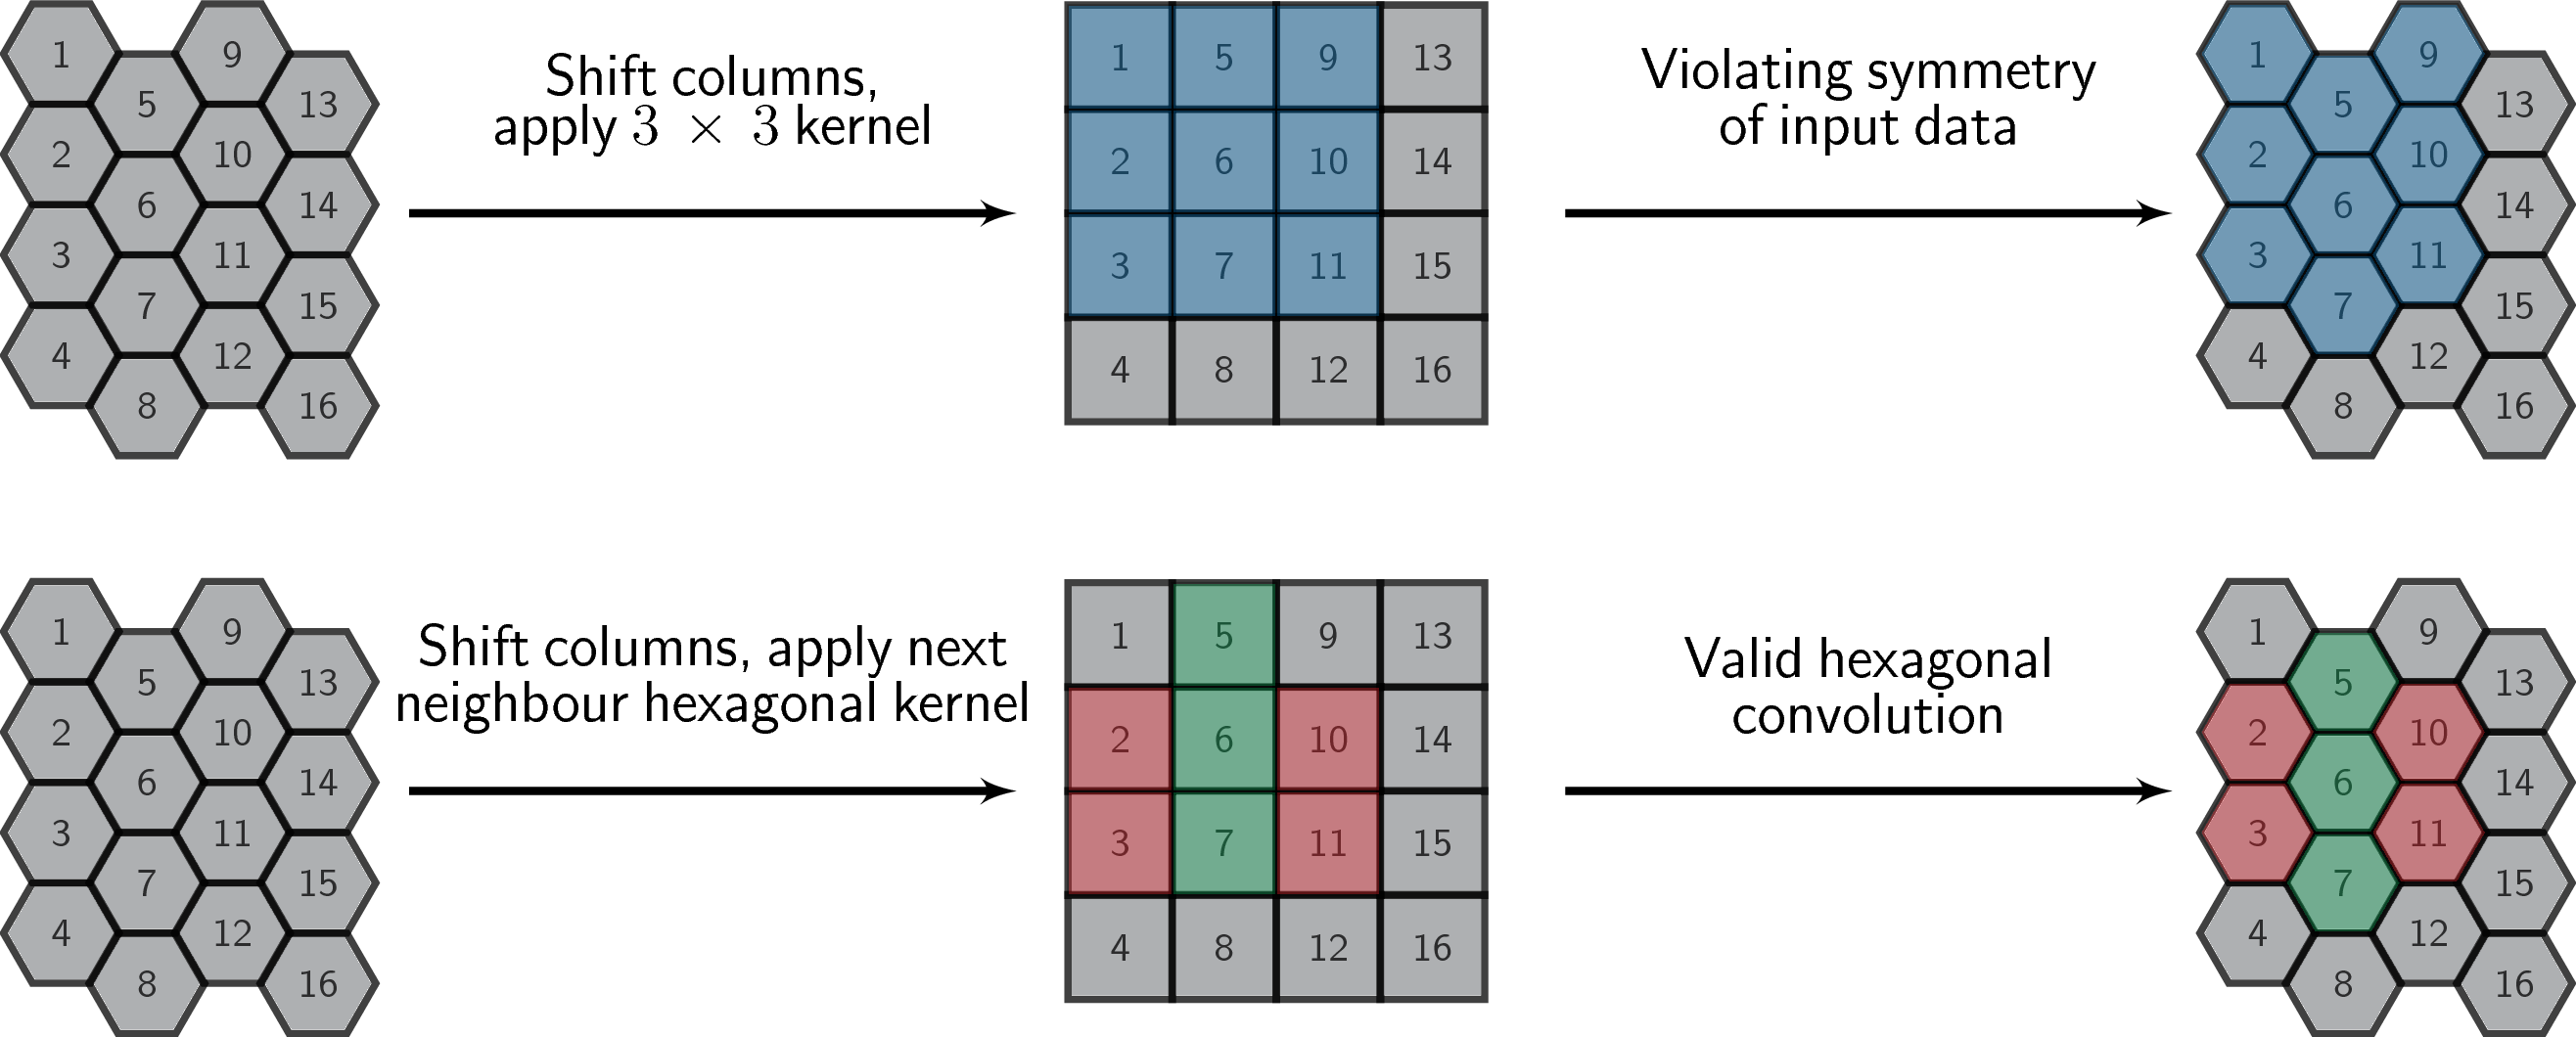 Shift columns,
apply 3 × 3 kernel
Violating symmetry
of input data
1 9
5 13
2 10
6 14
3 11
7 15
4 12
8 16
1 5 9 13
2 6 10 14
3 7 11 15
4 8 12 16
1 9
5 13
2 10
6 14
3 11
7 15
4 12
8 16
Shift columns, apply next
neighbour hexagonal kernel
Valid hexagonal
convolution
1 9
5 13
2 10
6 14
3 11
7 15
4 12
8 16
1 5 9 13
2 6 10 14
3 7 11 15
4 8 12 16
1 9
5 13
2 10
6 14
3 11
7 15
4 12
8 16